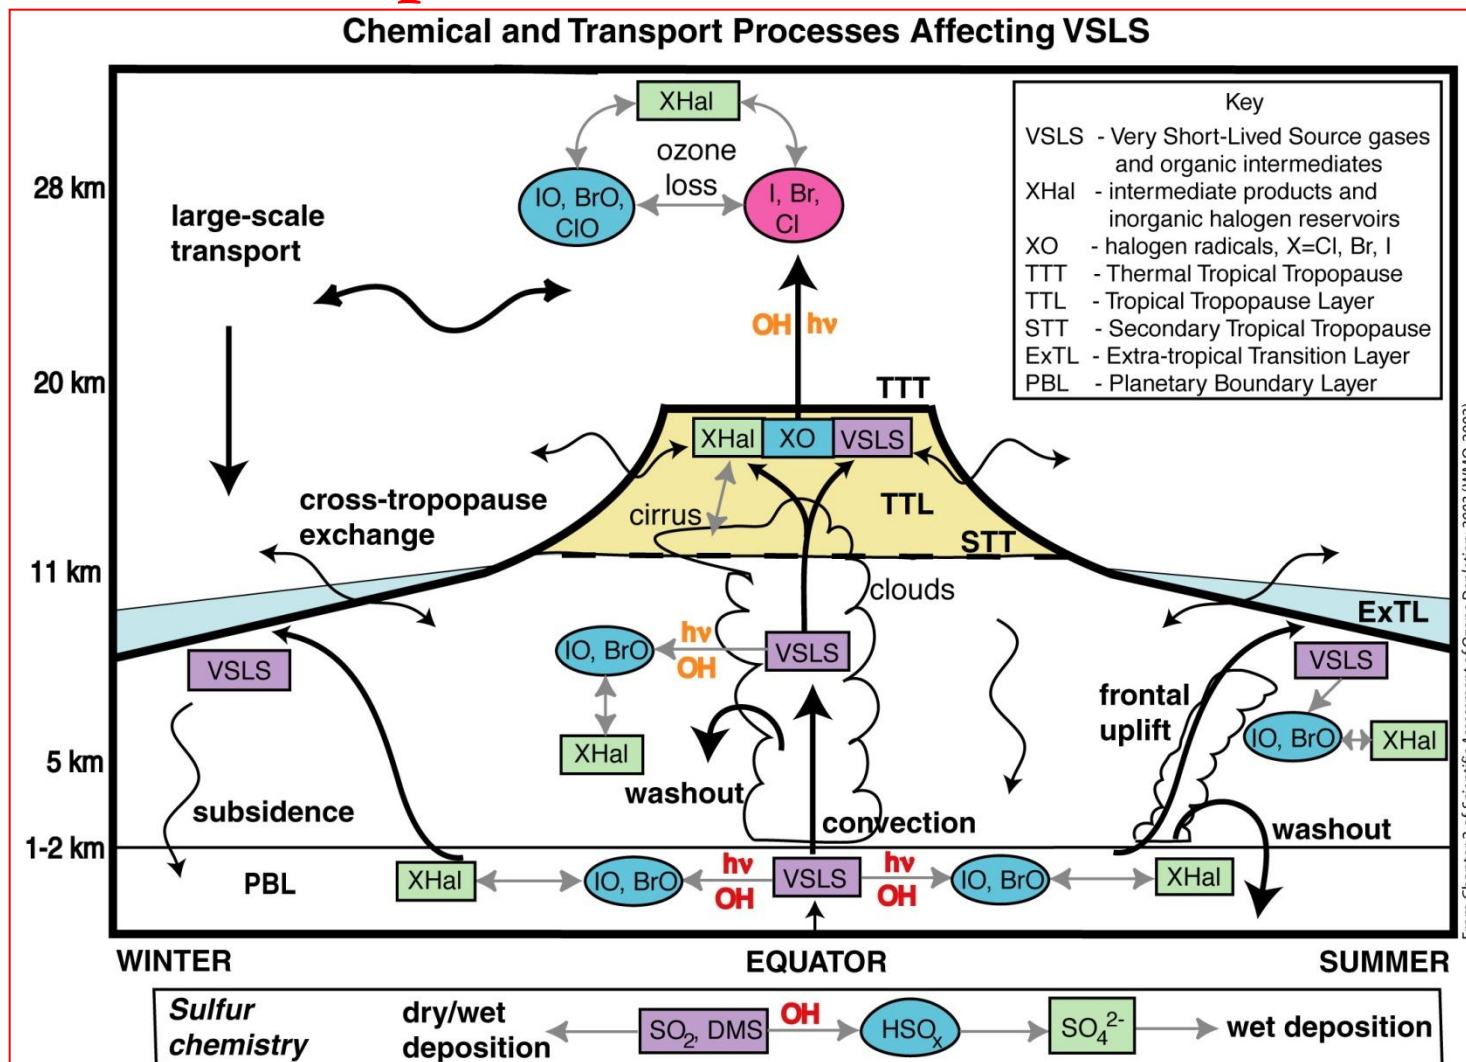 Chemical and Transport Processes Affecting VSLS
Key
VSLS - Very Short-Lived Source gases
and organic intermediates
XHal - intermediate products and
inorganic halogen reservoirs
XO - halogen radicals, X=Cl, Br, I
TTT - Thermal Tropical Tropopause
TTL - Tropical Tropopause Layer
STT - Secondary Tropical Tropopause
ExTL - Extra-tropical Transition Layer
PBL - Planetary Boundary Layer
XHal
ozone
loss
28 km
IO, BrO,
ClO
I, Br,
Cl
large-scale
transport
OH hν
20 km
TTT
XHal XO VSLS
cross-tropopause
exchange
cirrus
TTL
STT
11 km
clouds
ExTL
hν
IO, BrO
OH
VSLS
VSLS
VSLS
frontal
uplift
IO, BrO
XHal
5 km
XHal
washout
subsidence
convection
washout
1-2 km
PBL
XHal
IO, BrO
hν
OH
VSLS
hν
OH
IO, BrO
XHal
WINTER
EQUATOR
SUMMER
Sulfur
chemistry
dry/wet
deposition
SO2, DMS
OH
HSOx
SO4 2-
wet deposition